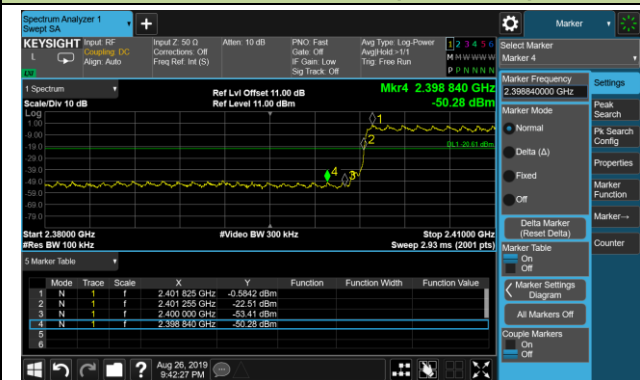 Spectrum Analyzer 1
Swept SA
+
Marker
KEYSIGHT
L
LXI
Input: RF
Coupling: DC
Align: Auto
Input Z: 50 Ω
Corrections: Off
Freq Ref: Int (S)
Atten: 10 dB
PNO: Fast
Gate: Off
IF Gain: Low
Sig Track: Off
Avg Type: Log-Power
Avg|Hold:>1/1
Trig: Free Run
1 2 3 4 5 6
M W W W W W
P P N N N N
Select Marker
Marker 4
1 Spectrum
Scale/Div 10 dB
Log
Ref Lvl Offset 11.00 dB
Ref Level 11.00 dBm
Mkr4 2.398 840 GHz
-50.28 dBm
1.00
-9.00
-19.0
-29.0
-39.0
-49.0
-59.0
-69.0
-79.0
1
2
3
4
DL1 -20.61 dBm
Start 2.38000 GHz
#Res BW 100 kHz
#Video BW 300 kHz
Stop 2.41000 GHz
Sweep 2.93 ms (2001 pts)
5 Marker Table
Mode Trace Scale X Y Function Function Width Function Value
1 N 1 f 2.401 825 GHz -0.5842 dBm
2 N 1 f 2.401 255 GHz -22.51 dBm
3 N 1 f 2.400 000 GHz -53.41 dBm
4 N 1 f 2.398 840 GHz -50.28 dBm
5
6
Marker Frequency
2.398840000 GHz
Marker Mode
Normal
Delta (Δ)
Fixed
Off
Delta Marker
(Reset Delta)
Marker Table
On
Off
Marker Settings
Diagram
All Markers Off
Couple Markers
On
Off
Settings
Peak
Search
Pk Search
Config
Properties
Marker
Function
Marker→
Counter
?
Aug 26, 2019
9:42:27 PM